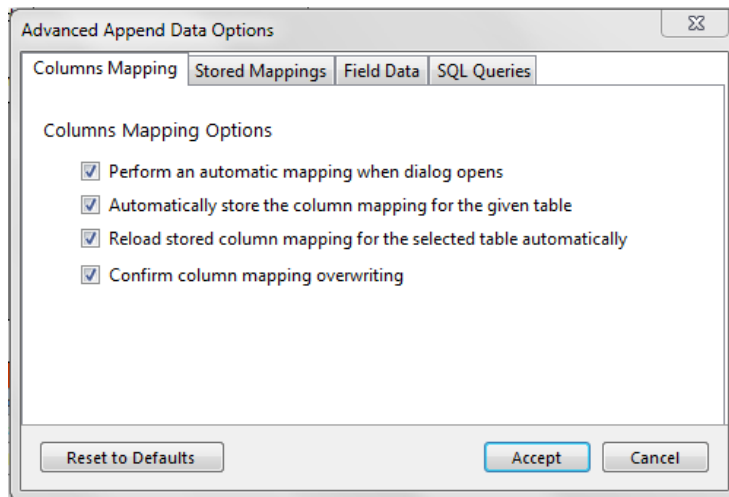 Advanced Append Data Options
Columns Mapping Stored Mappings Field Data SQL Queries
Columns Mapping Options
Perform an automatic mapping when dialog opens
Automatically store the column mapping for the given table
Reload stored column mapping for the selected table automatically
Confirm column mapping overwriting
Reset to Defaults Accept Cancel